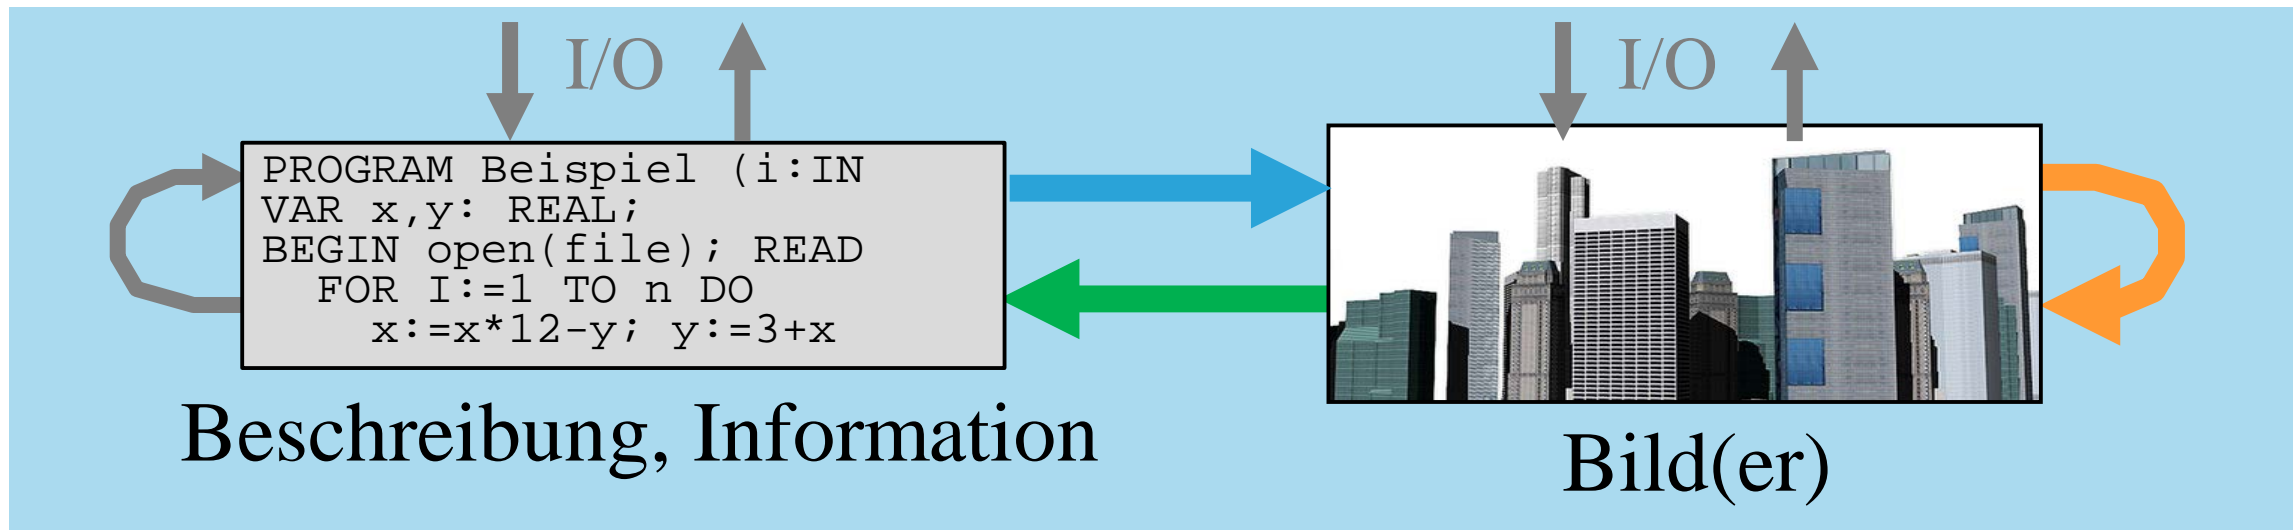 I/O
I/O
PROGRAM Beispiel (i:IN
VAR x,y: REAL;
BEGIN open(file); READ
FOR I:=1 TO n DO
x:=x*12-y; y:=3+x
Beschreibung, Information
Bild(er)